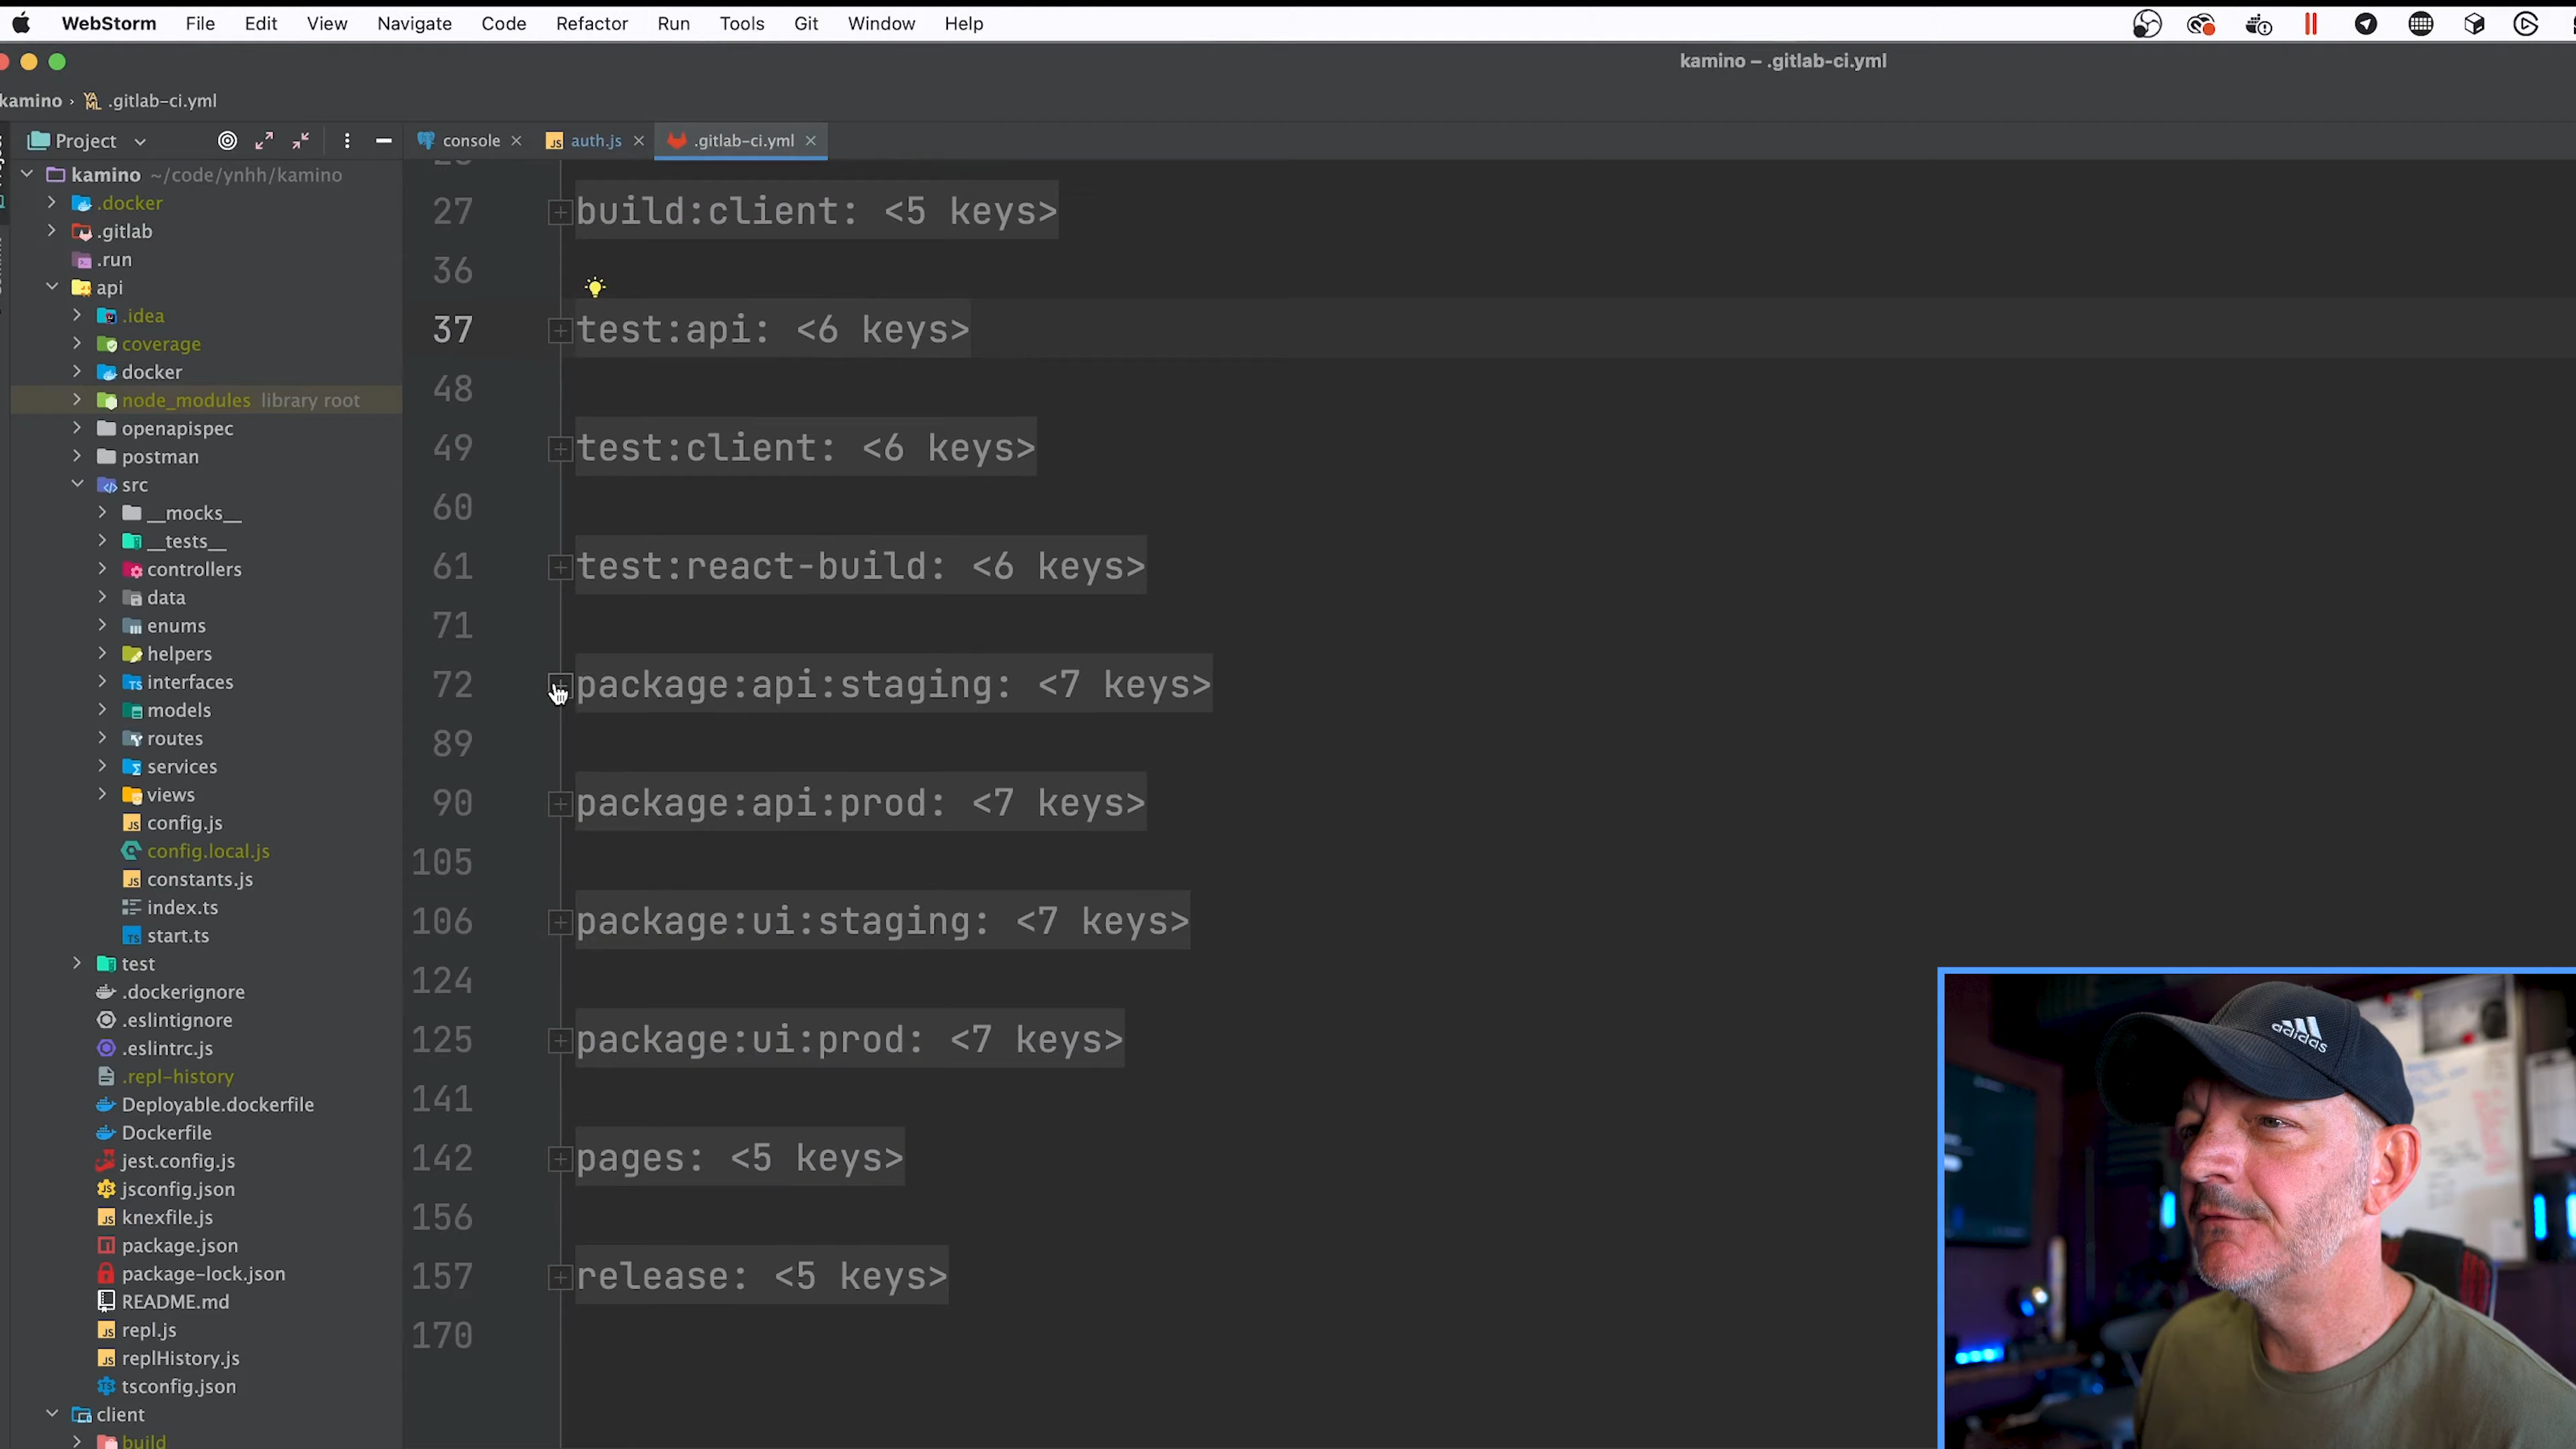 WebStorm File Edit View Navigate Code Refactor Run Tools Git Window Help
kamino – .gitlab-ci.yml
kamino › .gitlab-ci.yml
Project
console
auth.js
.gitlab-ci.yml
kamino ~/code/ynhh/kamino
.docker
.gitlab
.run
api
.idea
coverage
docker
node_modules library root
openapispec
postman
src
__mocks__
__tests__
controllers
data
enums
helpers
interfaces
models
routes
services
views
config.js
config.local.js
constants.js
index.ts
start.ts
test
.dockerignore
.eslintignore
.eslintrc.js
.repl-history
Deployable.dockerfile
Dockerfile
jest.config.js
jsconfig.json
knexfile.js
package.json
package-lock.json
README.md
repl.js
replHistory.js
tsconfig.json
client
build
27 build:client: <5 keys>
36
37 test:api: <6 keys>
48
49 test:client: <6 keys>
60
61 test:react-build: <6 keys>
71
72 package:api:staging: <7 keys>
89
90 package:api:prod: <7 keys>
105
106 package:ui:staging: <7 keys>
124
125 package:ui:prod: <7 keys>
141
142 pages: <5 keys>
156
157 release: <5 keys>
170
adidas